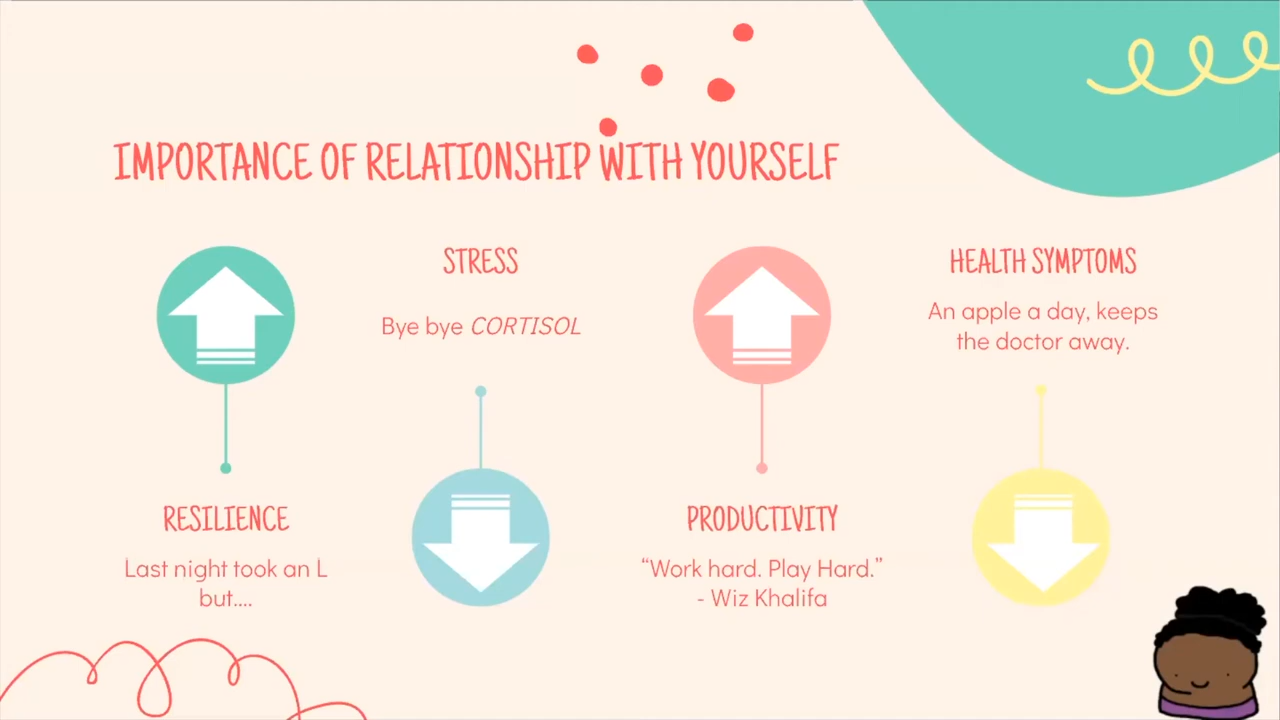 IMPORTANCE OF RELATIONSHIP WITH YOURSELF
STRESS
Bye bye CORTISOL
HEALTH SYMPTOMS
An apple a day, keeps
the doctor away.
RESILIENCE
Last night took an L
but....
PRODUCTIVITY
“Work hard. Play Hard.”
- Wiz Khalifa